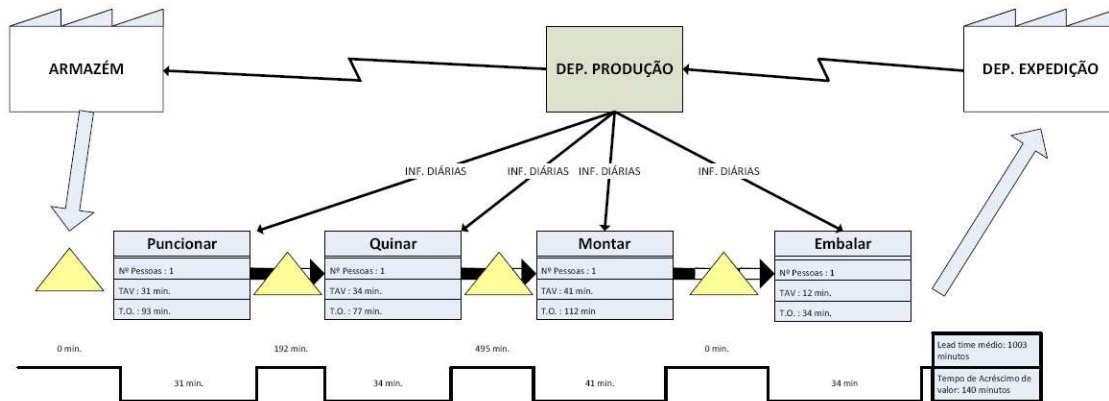 ARMAZÉM
DEP. PRODUÇÃO
DEP. EXPEDIÇÃO
INF. DIÁRIAS
INF. DIÁRIAS
INF. DIÁRIAS
INF. DIÁRIAS
Puncionar
Nº Pessoas : 1
TAV : 31 min.
T.O. : 93 min.
Quinar
Nº Pessoas : 1
TAV : 34 min.
T.O. : 77 min.
Montar
Nº Pessoas : 1
TAV : 41 min.
T.O. : 112 min
Embalar
Nº Pessoas : 1
TAV : 12 min.
T.O. : 34 min.
0 min.
192 min.
495 min.
0 min.
31 min.
34 min.
41 min.
34 min
Lead time médio: 1003
minutos
Tempo de Acréscimo de
valor: 140 minutos